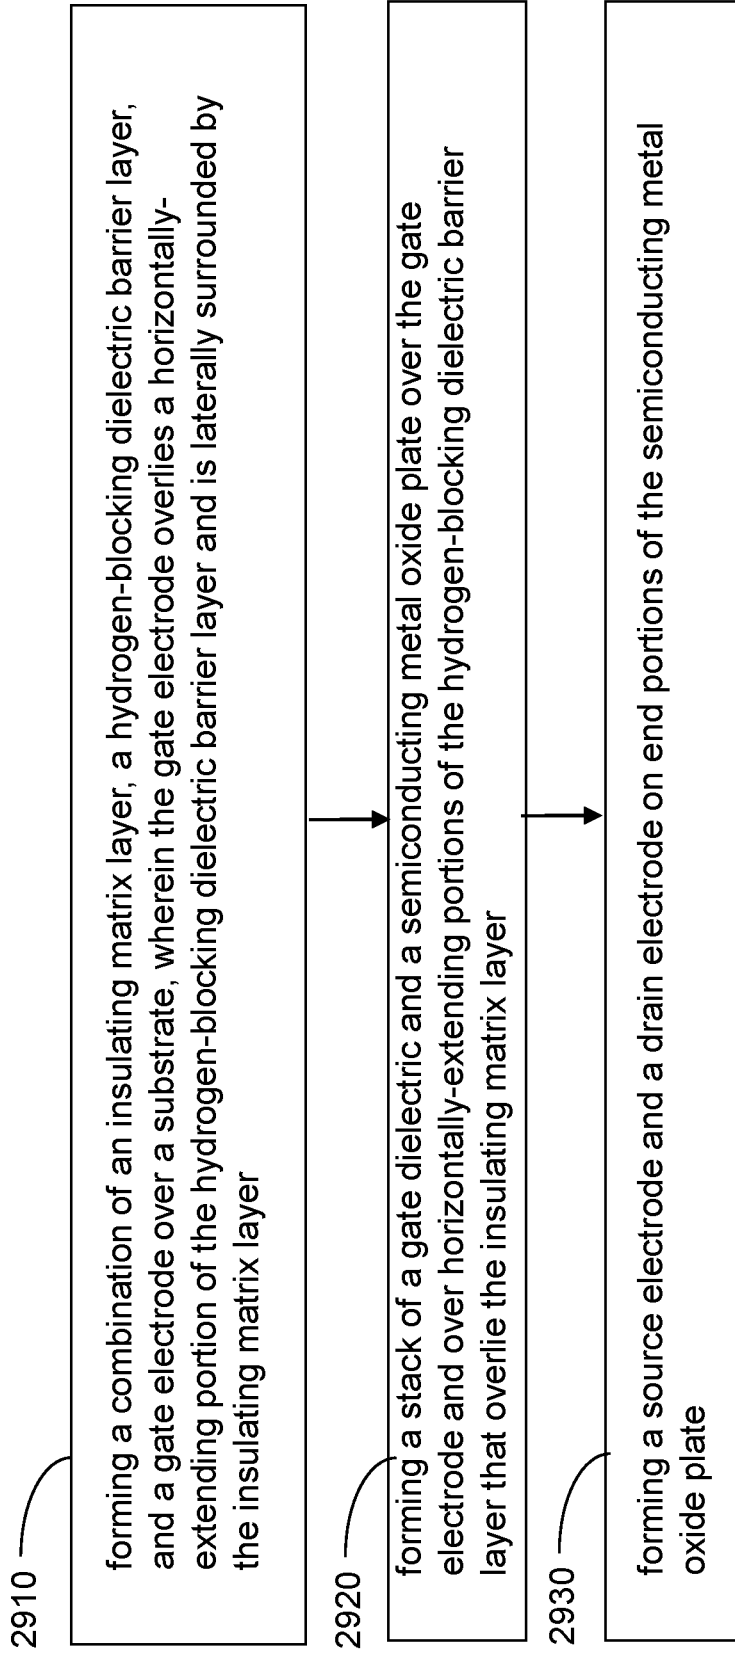 2910
forming a combination of an insulating matrix layer, a hydrogen-blocking dielectric barrier layer,
and a gate electrode over a substrate, wherein the gate electrode overlies a horizontally-
extending portion of the hydrogen-blocking dielectric barrier layer and is laterally surrounded by
the insulating matrix layer
2920
forming a stack of a gate dielectric and a semiconducting metal oxide plate over the gate
electrode and over horizontally-extending portions of the hydrogen-blocking dielectric barrier
layer that overlie the insulating matrix layer
2930
forming a source electrode and a drain electrode on end portions of the semiconducting metal
oxide plate